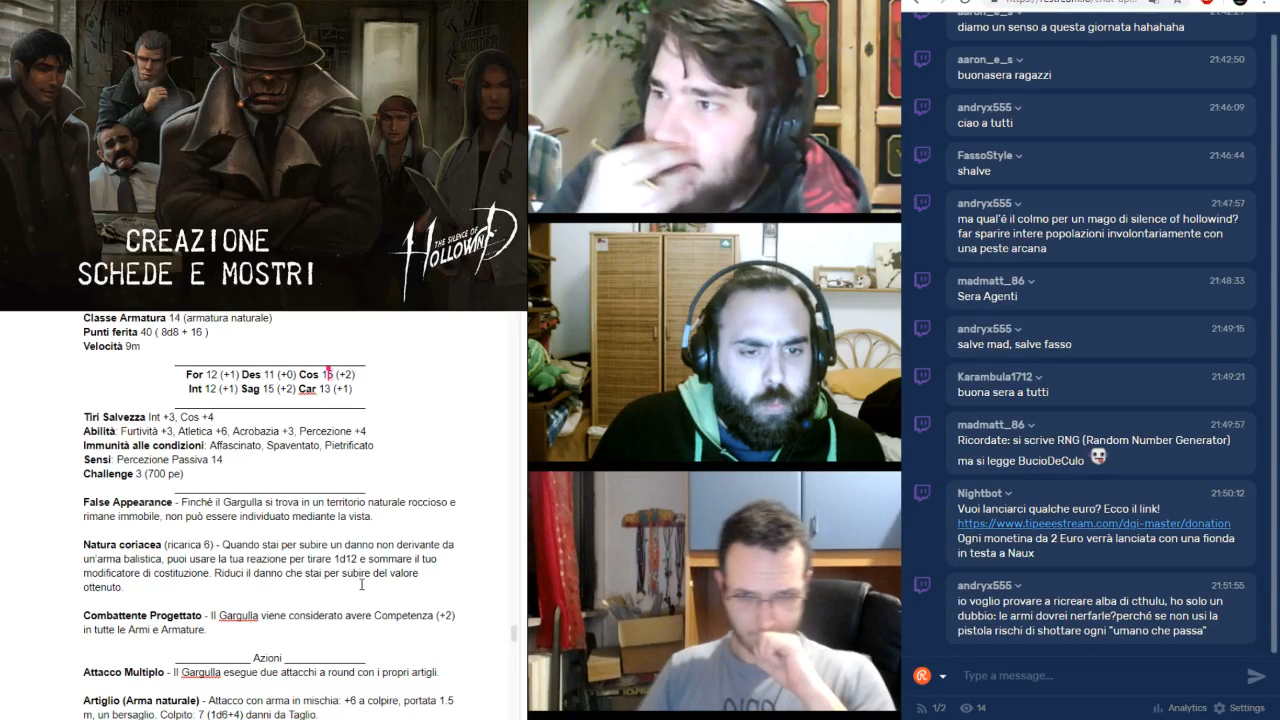 CREAZIONE
SCHEDE E MOSTRI
THE SILENCE OF
HOLLOWIND
Classe Armatura 14 (armatura naturale)
Punti ferita 40 ( 8d8 + 16 )
Velocità 9m
For 12 (+1) Des 11 (+0) Cos 15 (+2)
Int 12 (+1) Sag 15 (+2) Car 13 (+1)
Tiri Salvezza Int +3, Cos +4
Abilità: Furtività +3, Atletica +6, Acrobazia +3, Percezione +4
Immunità alle condizioni: Affascinato, Spaventato, Pietrificato
Sensi: Percezione Passiva 14
Challenge 3 (700 pe)
False Appearance - Finchè il Gargulla si trova in un territorio naturale roccioso e
rimane immobile, non può essere individuato mediante la vista.
Natura coriacea (ricarica 6) - Quando stai per subire un danno non derivante da
un'arma balistica, puoi usare la tua reazione per tirare 1d12 e sommare il tuo
modificatore di costituzione. Riduci il danno che stai per subire del valore
ottenuto.
Combattente Progettato - Il Gargulla viene considerato avere Competenza (+2)
in tutte le Armi e Armature.
Azioni
Attacco Multiplo - Il Gargulla esegue due attacchi a round con i propri artigli.
Artiglio (Arma naturale) - Attacco con arma in mischia: +6 a colpire, portata 1.5
m, un bersaglio. Colpito: 7 (1d6+4) danni da Taglio.
aaron_e_s 21:42:27
diamo un senso a questa giornata hahahaha
aaron_e_s 21:42:50
buonasera ragazzi
andryx555 21:46:09
ciao a tutti
FassoStyle 21:46:44
shalve
andryx555 21:47:57
ma qual'é il colmo per un mago di silence of hollowind?
far sparire intere popolazioni involontariamente con
una peste arcana
madmatt_86 21:48:33
Sera Agenti
andryx555 21:49:15
salve mad, salve fasso
Karambula1712 21:49:21
buona sera a tutti
madmatt_86 21:49:57
Ricordate: si scrive RNG (Random Number Generator)
ma si legge BucioDeCulo
Nightbot 21:50:12
Vuoi lanciarci qualche euro? Ecco il link!
https://www.tipeeestream.com/dgi-master/donation
Ogni monetina da 2 Euro verrà lanciata con una fionda
in testa a Naux
andryx555 21:51:55
io voglio provare a ricreare alba di cthulu, ho solo un
dubbio: le armi dovrei nerfarle?perché se non usi la
pistola rischi di shottare ogni "umano che passa"
Type a message...
1/2 14 Analytics Settings